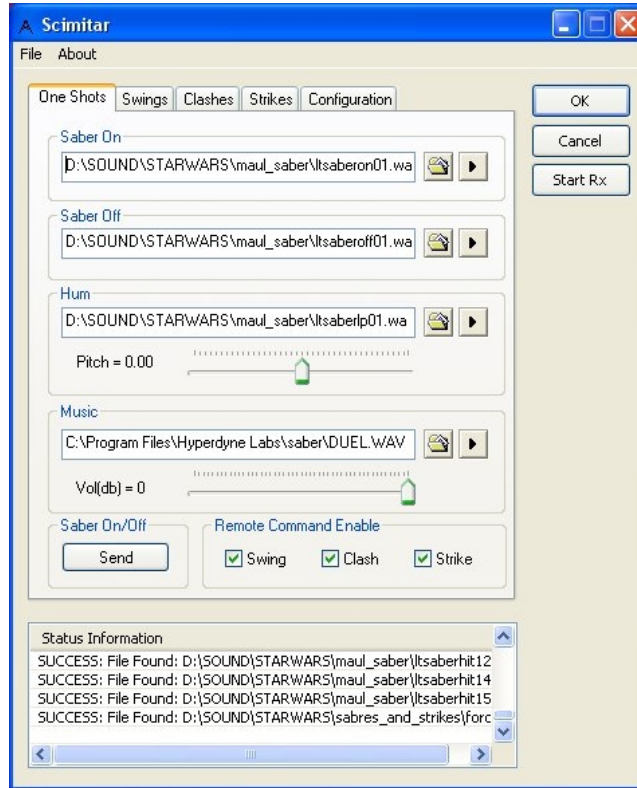 Scimitar
File About
One Shots Swings Clashes Strikes Configuration
OK
Cancel
Start Rx
Saber On
D:\SOUND\STARWARS\maul_saber\ltsaberon01.wa
Saber Off
D:\SOUND\STARWARS\maul_saber\ltsaberoff01.wa
Hum
D:\SOUND\STARWARS\maul_saber\ltsaberlp01.wa
Pitch = 0.00
Music
C:\Program Files\Hyperdyne Labs\saber\DUEL.WAV
Vol(db) = 0
Saber On/Off
Send
Remote Command Enable
Swing Clash Strike
Status Information
SUCCESS: File Found: D:\SOUND\STARWARS\maul_saber\ltsaberhit12
SUCCESS: File Found: D:\SOUND\STARWARS\maul_saber\ltsaberhit14
SUCCESS: File Found: D:\SOUND\STARWARS\maul_saber\ltsaberhit15
SUCCESS: File Found: D:\SOUND\STARWARS\sabres_and_strikes\forc